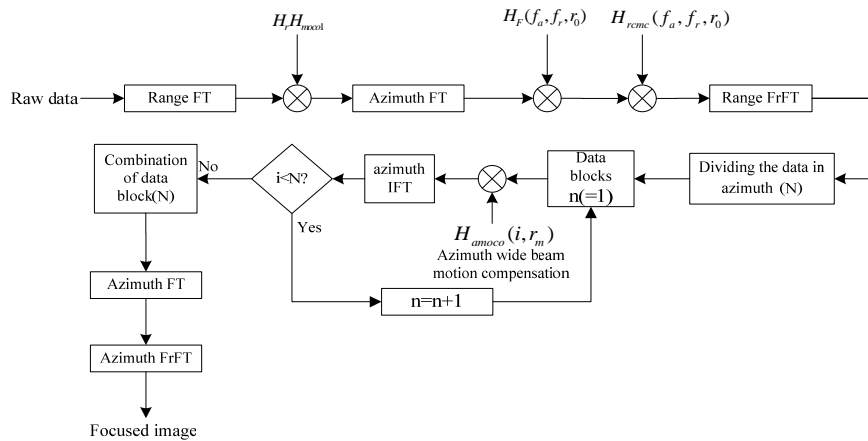 H_r H_moco1
H_F(f_a, f_r, r_0)
H_rcmc(f_a, f_r, r_0)
Raw data
Range FT
Azimuth FT
Range FrFT
Combination
of data
block(N)
No
i<N?
azimuth
IFT
Data
blocks
n(=1)
Dividing the data in
azimuth (N)
Yes
H_amoco(i, r_m)
Azimuth wide beam
motion compensation
n=n+1
Azimuth FT
Azimuth FrFT
Focused image